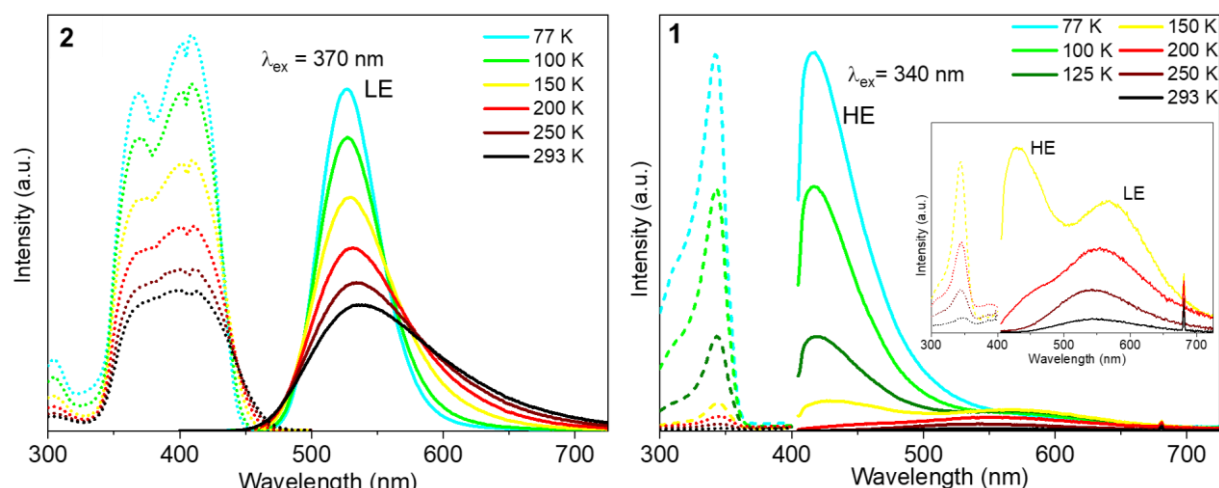 2
λex = 370 nm
LE
77 K
100 K
150 K
200 K
250 K
293 K
Intensity (a.u.)
300 400 500 600 700
Wavelength (nm)
1
λex= 340 nm
HE
77 K
100 K
125 K
150 K
200 K
250 K
293 K
HE
LE
Intensity (a.u.)
300 400 500 600 700
Wavelength (nm)
Intensity (a.u.)
300 400 500 600 700
Wavelength (nm)